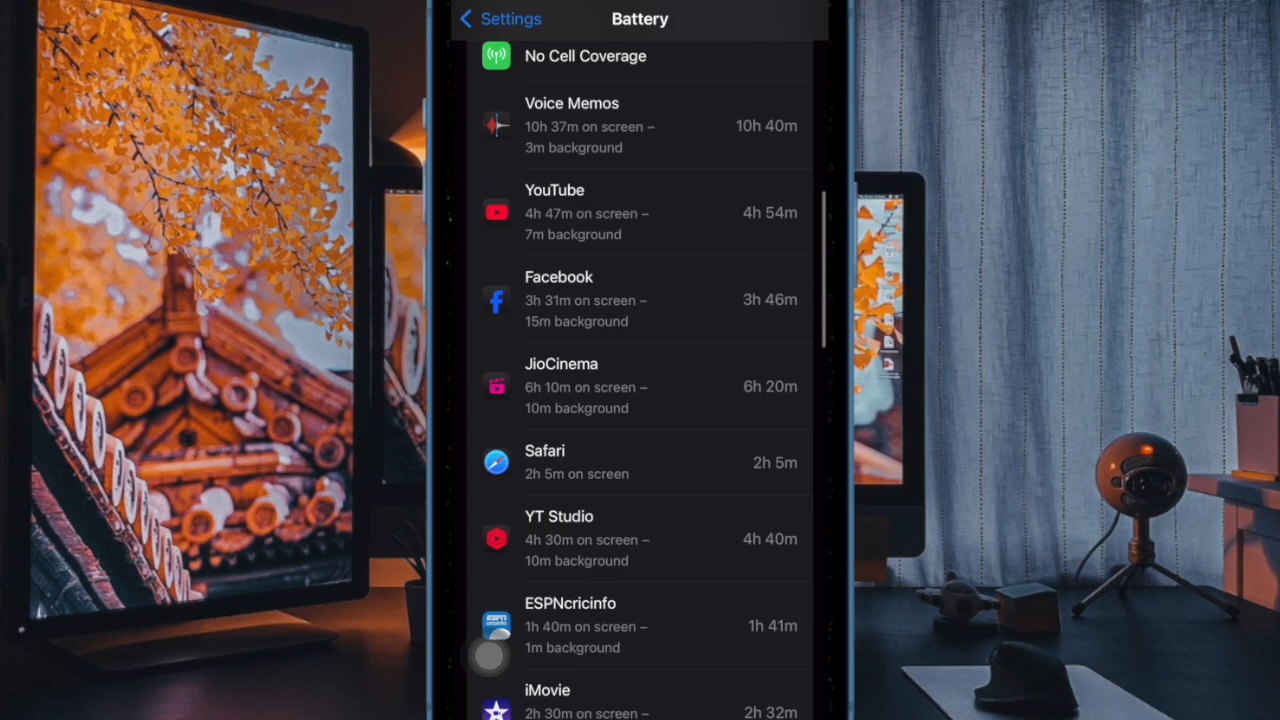 Settings
Battery
No Cell Coverage
Voice Memos
10h 37m on screen –
3m background
10h 40m
YouTube
4h 47m on screen –
7m background
4h 54m
Facebook
3h 31m on screen –
15m background
3h 46m
JioCinema
6h 10m on screen –
10m background
6h 20m
Safari
2h 5m on screen
2h 5m
YT Studio
4h 30m on screen –
10m background
4h 40m
ESPNcricinfo
1h 40m on screen –
1m background
1h 41m
ESPN
cricinfo
iMovie
2h 30m on screen –
2h 32m